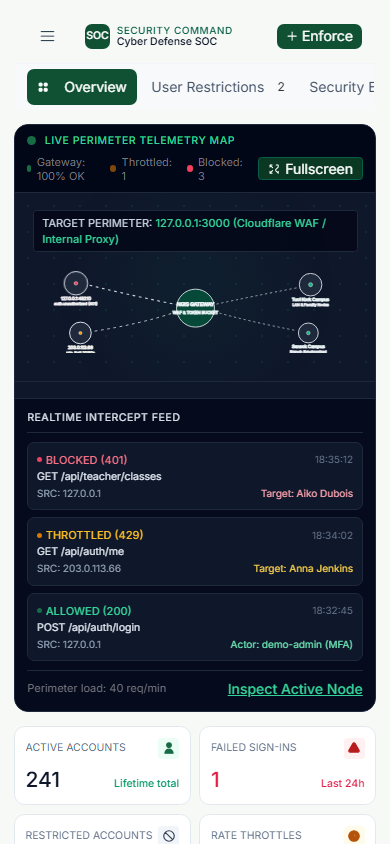 SOC
SECURITY COMMAND
Cyber Defense SOC
+ Enforce
Overview
User Restrictions 2
Security E
LIVE PERIMETER TELEMETRY MAP
Gateway: 100% OK
Throttled: 1
Blocked: 3
Fullscreen
TARGET PERIMETER: 127.0.0.1:3000 (Cloudflare WAF /
Internal Proxy)
WAF & TOKEN BUCKET
REALTIME INTERCEPT FEED
BLOCKED (401) 18:35:12
GET /api/teacher/classes
SRC: 127.0.0.1 Target: Aiko Dubois
THROTTLED (429) 18:34:02
GET /api/auth/me
SRC: 203.0.113.66 Target: Anna Jenkins
ALLOWED (200) 18:32:45
POST /api/auth/login
SRC: 127.0.0.1 Actor: demo-admin (MFA)
Perimeter load: 40 req/min Inspect Active Node
ACTIVE ACCOUNTS
241 Lifetime total
FAILED SIGN-INS
1 Last 24h
RESTRICTED ACCOUNTS
RATE THROTTLES